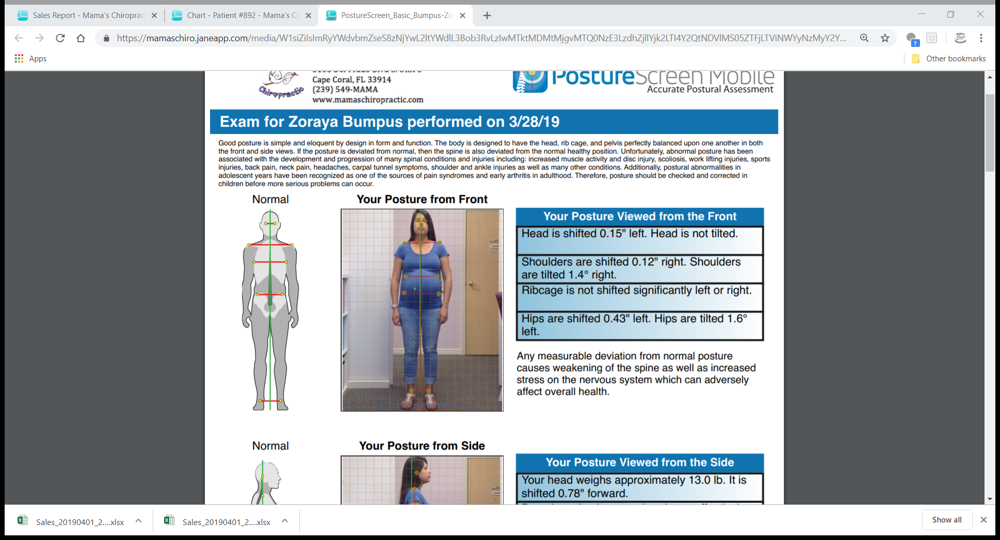 Sales Report - Mama's Chiroprac
Chart - Patient #892 - Mama's Ch
PostureScreen_Basic_Bumpus-Zo
https://mamaschiro.janeapp.com/media/
Apps
Other bookmarks
Chiropractic
Cape Coral, FL 33914
(239) 549-MAMA
www.mamaschiropractic.com
PostureScreen Mobile
Accurate Postural Assessment
Exam for Zoraya Bumpus performed on 3/28/19
Good posture is simple and eloquent by design in form and function. The body is designed to have the head, rib cage, and pelvis perfectly balanced upon one another in both
the front and side views. If the posture is deviated from normal, then the spine is also deviated from the normal healthy position. Unfortunately, abnormal posture has been
associated with the development and progression of many spinal conditions and injuries including: increased muscle activity and disc injury, scoliosis, work lifting injuries, sports
injuries, back pain, neck pain, headaches, carpal tunnel symptoms, shoulder and ankle injuries as well as many other conditions. Additionally, postural abnormalities in
adolescent years have been recognized as one of the sources of pain syndromes and early arthritis in adulthood. Therefore, posture should be checked and corrected in
children before more serious problems can occur.
Normal
Your Posture from Front
Your Posture Viewed from the Front
Head is shifted 0.15" left. Head is not tilted.
Shoulders are shifted 0.12" right. Shoulders
are tilted 1.4° right.
Ribcage is not shifted significantly left or right.
Hips are shifted 0.43" left. Hips are tilted 1.6°
left.
Any measurable deviation from normal posture
causes weakening of the spine as well as increased
stress on the nervous system which can adversely
affect overall health.
Normal
Your Posture from Side
Your Posture Viewed from the Side
Your head weighs approximately 13.0 lb. It is
shifted 0.78" forward.
Sales_20190401_2....xlsx
Sales_20190401_2....xlsx
Show all